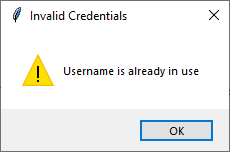 Invalid Credentials
Username is already in use
OK